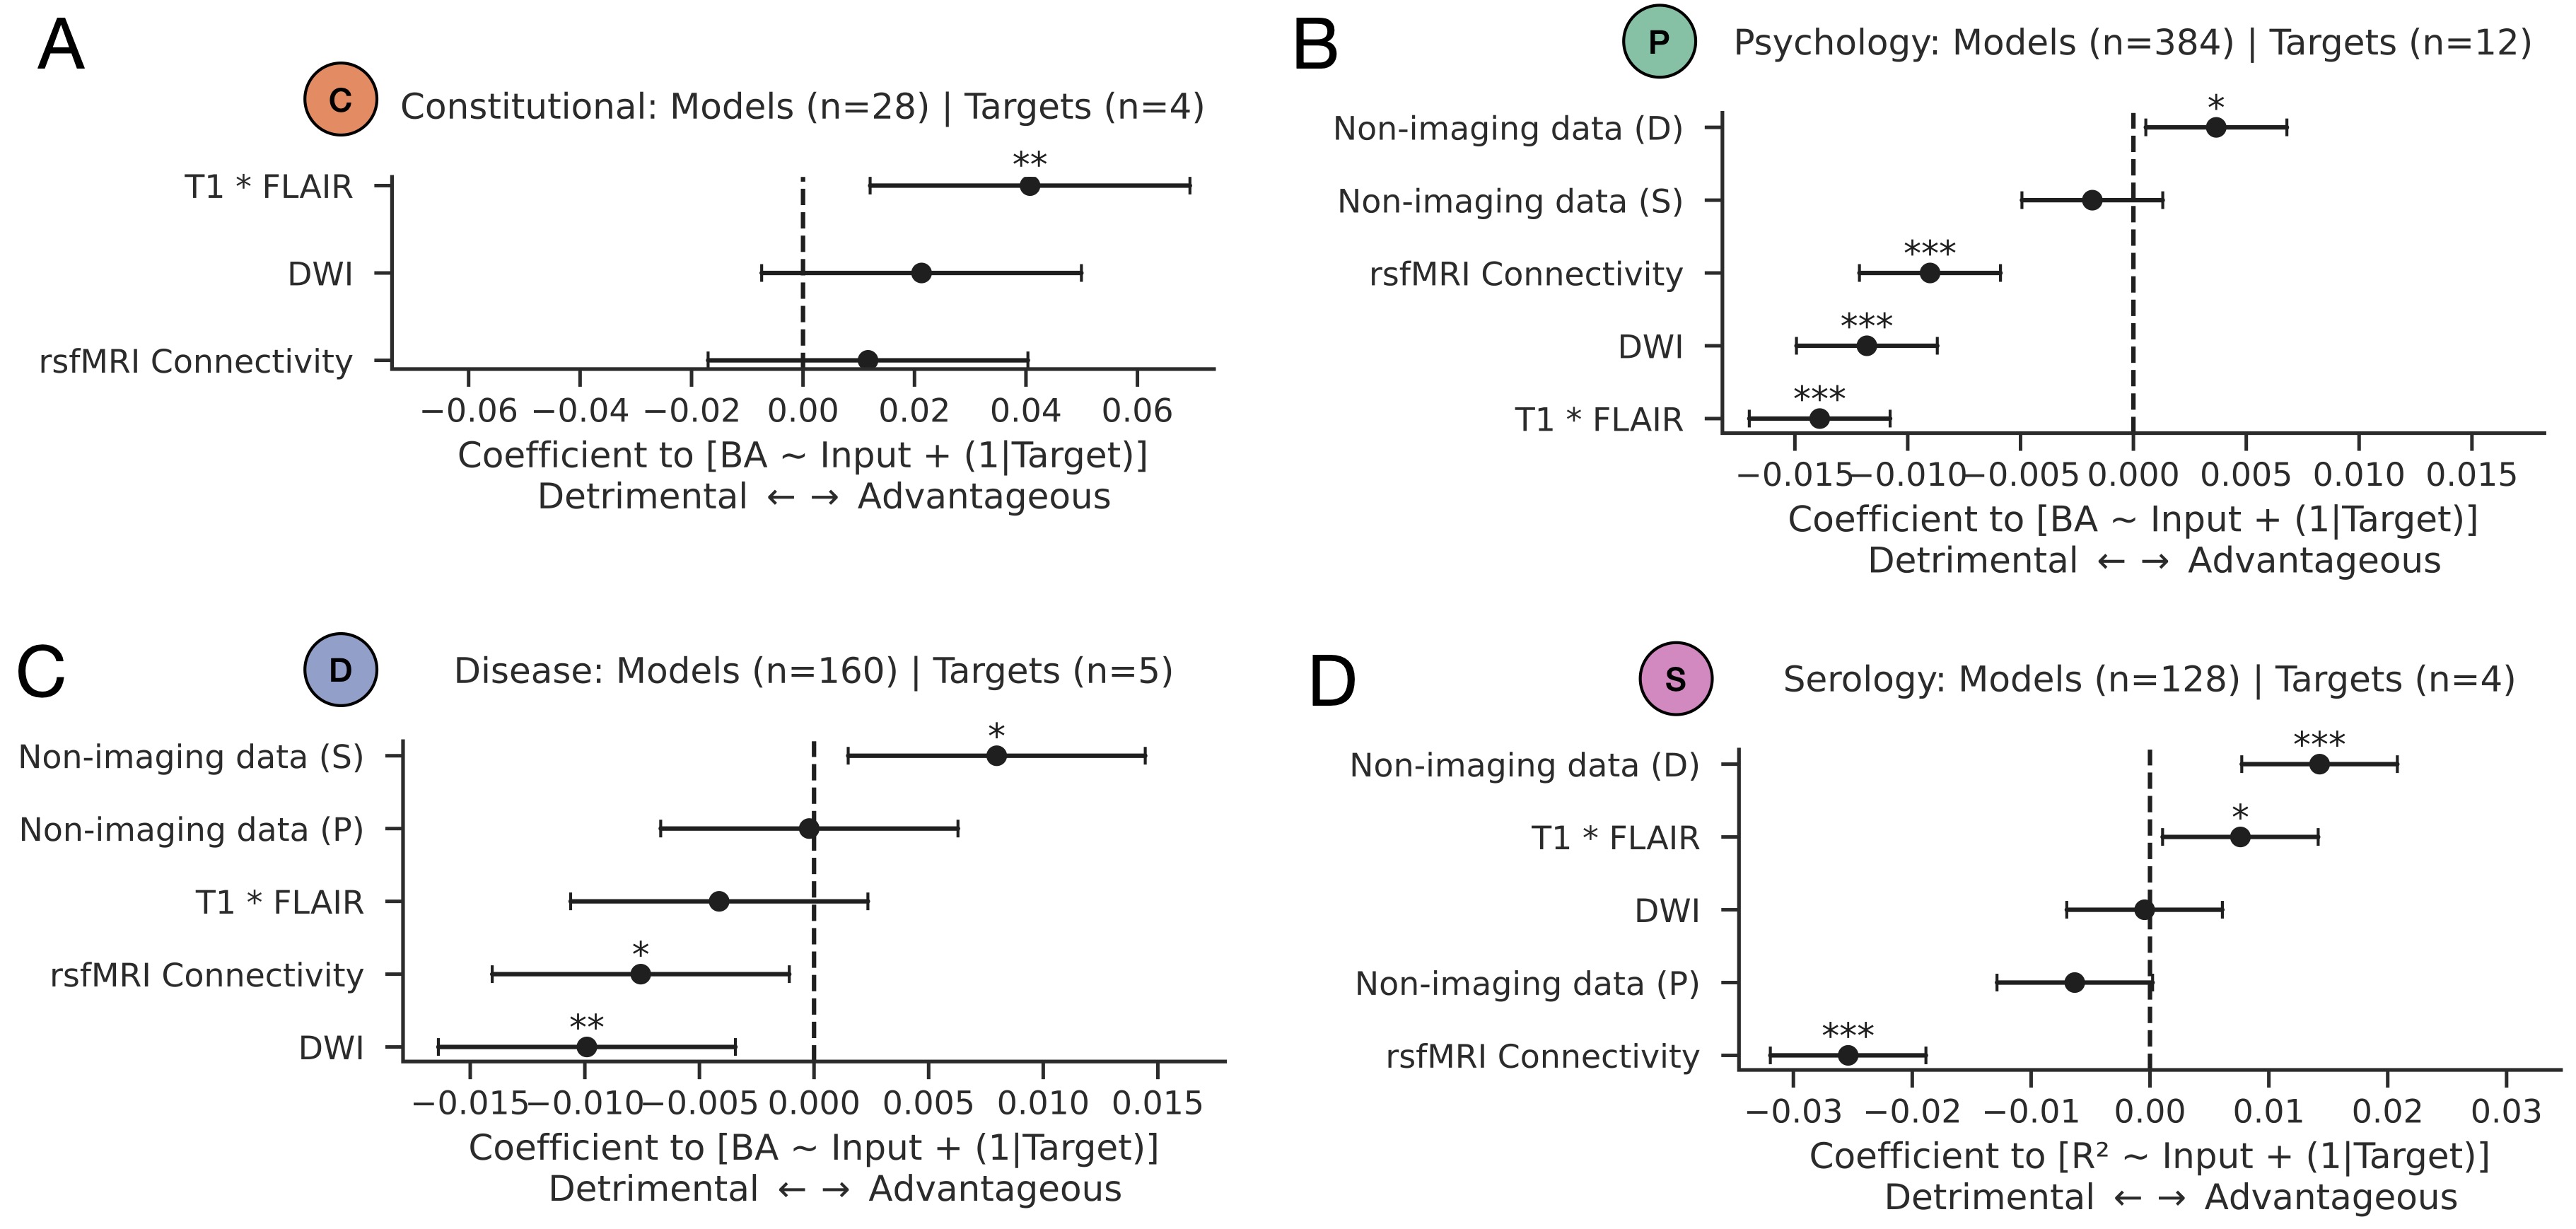 A
C
Constitutional: Models (n=28) | Targets (n=4)
**
T1 * FLAIR
DWI
rsfMRI Connectivity
−0.06 −0.04 −0.02 0.00 0.02 0.04 0.06
Coefficient to [BA ~ Input + (1|Target)]
Detrimental ← → Advantageous
B
P
Psychology: Models (n=384) | Targets (n=12)
*
Non-imaging data (D)
Non-imaging data (S)
***
rsfMRI Connectivity
***
DWI
***
T1 * FLAIR
−0.015 −0.010 −0.005 0.000 0.005 0.010 0.015
Coefficient to [BA ~ Input + (1|Target)]
Detrimental ← → Advantageous
C
D
Disease: Models (n=160) | Targets (n=5)
*
Non-imaging data (S)
Non-imaging data (P)
T1 * FLAIR
*
rsfMRI Connectivity
**
DWI
−0.015 −0.010 −0.005 0.000 0.005 0.010 0.015
Coefficient to [BA ~ Input + (1|Target)]
Detrimental ← → Advantageous
D
S
Serology: Models (n=128) | Targets (n=4)
***
Non-imaging data (D)
*
T1 * FLAIR
DWI
Non-imaging data (P)
***
rsfMRI Connectivity
−0.03 −0.02 −0.01 0.00 0.01 0.02 0.03
Coefficient to [R² ~ Input + (1|Target)]
Detrimental ← → Advantageous